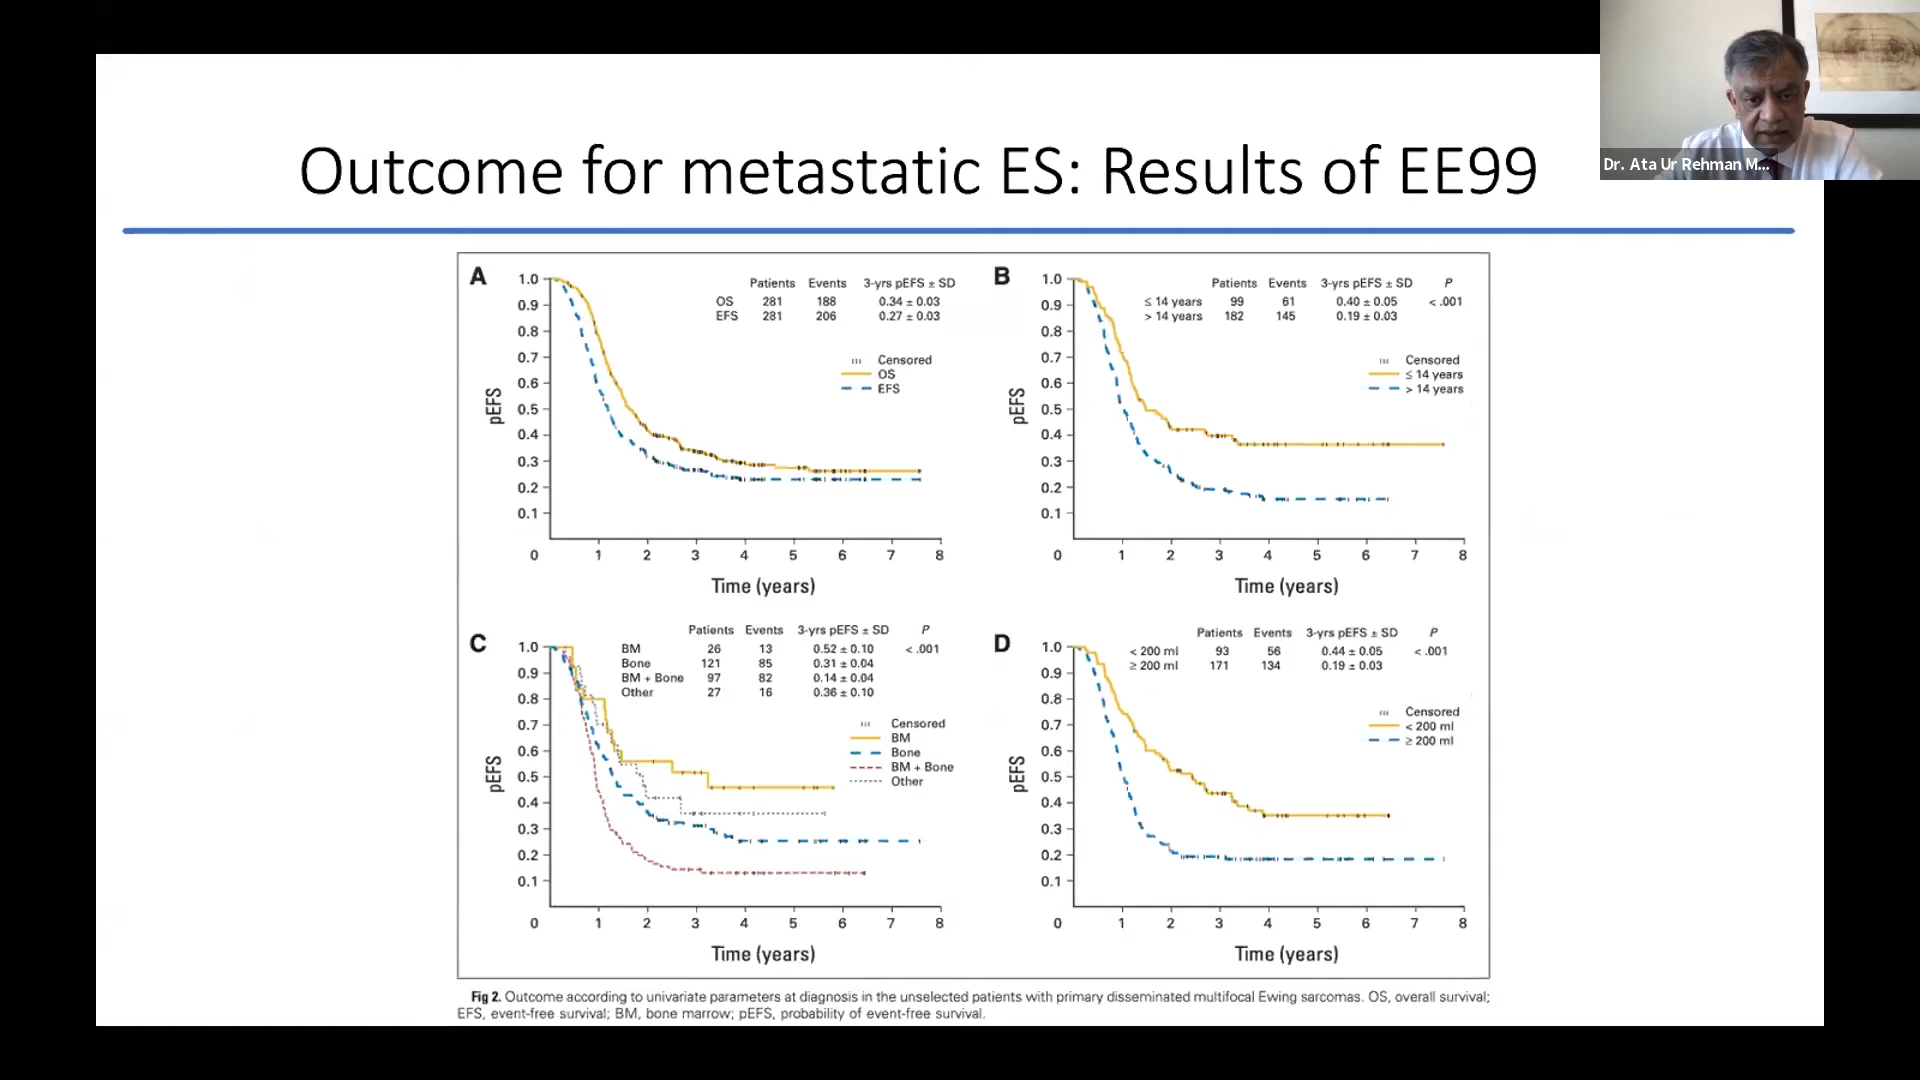 Dr. Ata Ur Rehman M...
Outcome for metastatic ES: Results of EE99
A
Patients Events 3-yrs pEFS ± SD
OS 281 188 0.34 ± 0.03
EFS 281 206 0.27 ± 0.03
Censored
OS
EFS
pEFS
1.0
0.9
0.8
0.7
0.6
0.5
0.4
0.3
0.2
0.1
0 1 2 3 4 5 6 7 8
Time (years)
B
Patients Events 3-yrs pEFS ± SD P
≤ 14 years 99 61 0.40 ± 0.05 < .001
> 14 years 182 145 0.19 ± 0.03
Censored
≤ 14 years
> 14 years
pEFS
1.0
0.9
0.8
0.7
0.6
0.5
0.4
0.3
0.2
0.1
0 1 2 3 4 5 6 7 8
Time (years)
C
Patients Events 3-yrs pEFS ± SD P
BM 26 13 0.52 ± 0.10 < .001
Bone 121 85 0.31 ± 0.04
BM + Bone 97 82 0.14 ± 0.04
Other 27 16 0.36 ± 0.10
Censored
BM
Bone
BM + Bone
Other
pEFS
1.0
0.9
0.8
0.7
0.6
0.5
0.4
0.3
0.2
0.1
0 1 2 3 4 5 6 7 8
Time (years)
D
Patients Events 3-yrs pEFS ± SD P
< 200 ml 93 56 0.44 ± 0.05 < .001
≥ 200 ml 171 134 0.19 ± 0.03
Censored
< 200 ml
≥ 200 ml
pEFS
1.0
0.9
0.8
0.7
0.6
0.5
0.4
0.3
0.2
0.1
0 1 2 3 4 5 6 7 8
Time (years)
Fig 2. Outcome according to univariate parameters at diagnosis in the unselected patients with primary disseminated multifocal Ewing sarcomas. OS, overall survival;
EFS, event-free survival; BM, bone marrow; pEFS, probability of event-free survival.